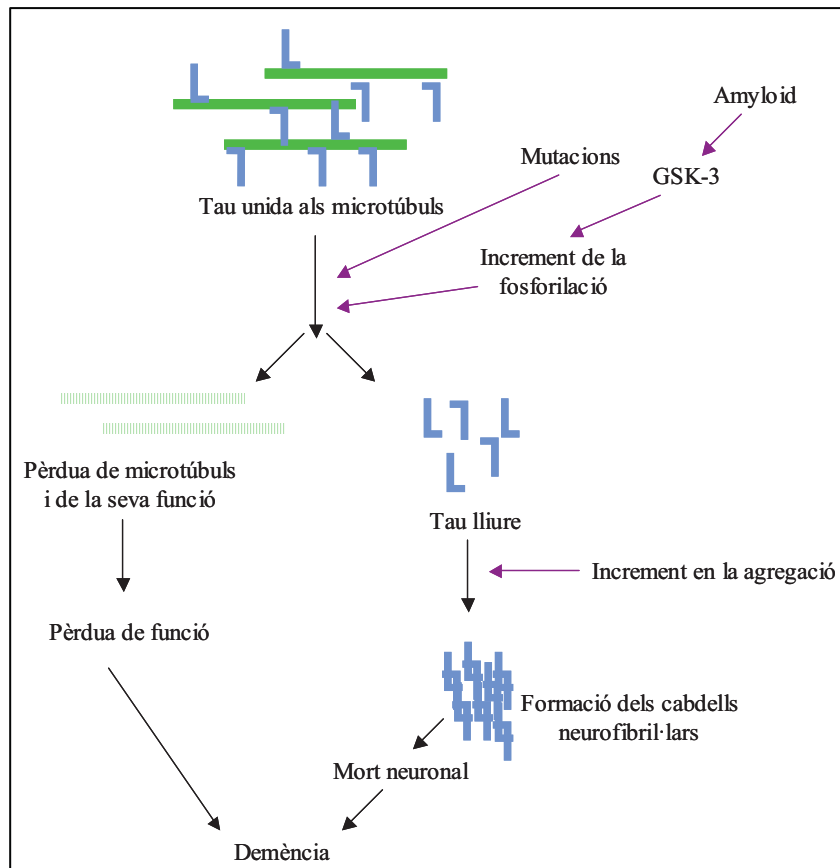 Amyloid
Mutacions
GSK-3
Tau unida als microtúbuls
Increment de la
fosforilació
Pèrdua de microtúbuls
i de la seva funció
Tau lliure
Increment en la agregació
Pèrdua de funció
Formació dels cabdells
neurofibril·lars
Mort neuronal
Demència